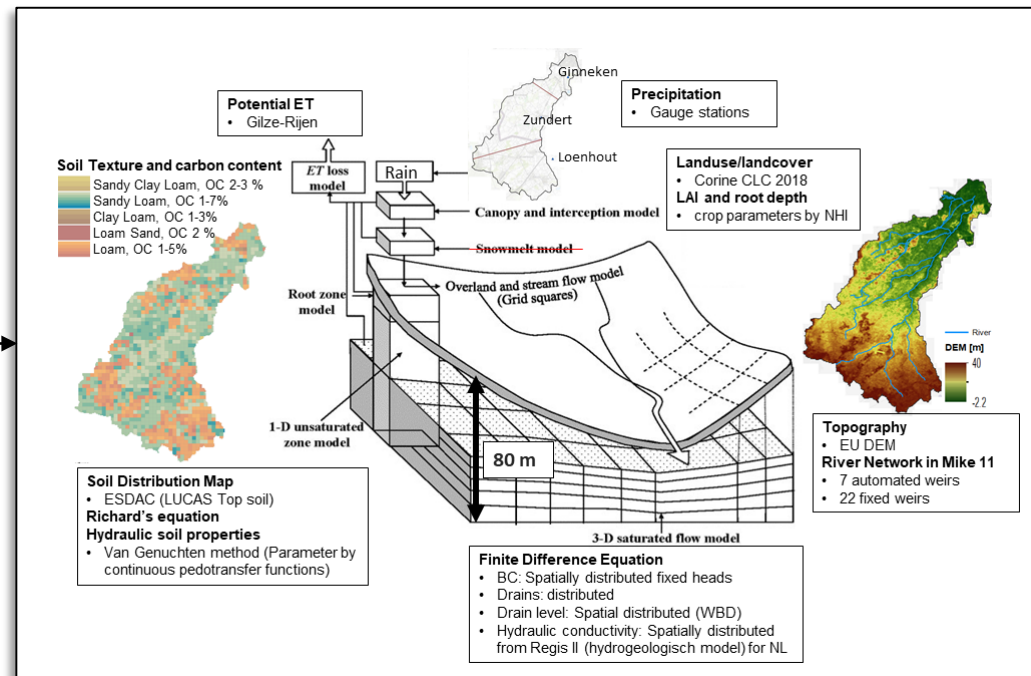 Ginneken
Zundert
Loenhout
Potential ET
• Gilze-Rijen
Precipitation
• Gauge stations
Soil Texture and carbon content
Sandy Clay Loam, OC 2-3 %
Sandy Loam, OC 1-7%
Clay Loam, OC 1-3%
Loam Sand, OC 2 %
Loam, OC 1-5%
ET loss
model
Rain
Canopy and interception model
Snowmelt model
Overland and stream flow model
(Grid squares)
Root zone
model
1-D unsaturated
zone model
80 m
3-D saturated flow model
Landuse/landcover
• Corine CLC 2018
LAI and root depth
• crop parameters by NHI
River
DEM [m]
40
-2.2
Topography
• EU DEM
River Network in Mike 11
• 7 automated weirs
• 22 fixed weirs
Soil Distribution Map
• ESDAC (LUCAS Top soil)
Richard's equation
Hydraulic soil properties
• Van Genuchten method (Parameter by
continuous pedotransfer functions)
Finite Difference Equation
• BC: Spatially distributed fixed heads
• Drains: distributed
• Drain level: Spatial distributed (WBD)
• Hydraulic conductivity: Spatially distributed
from Regis II (hydrogeologisch model) for NL